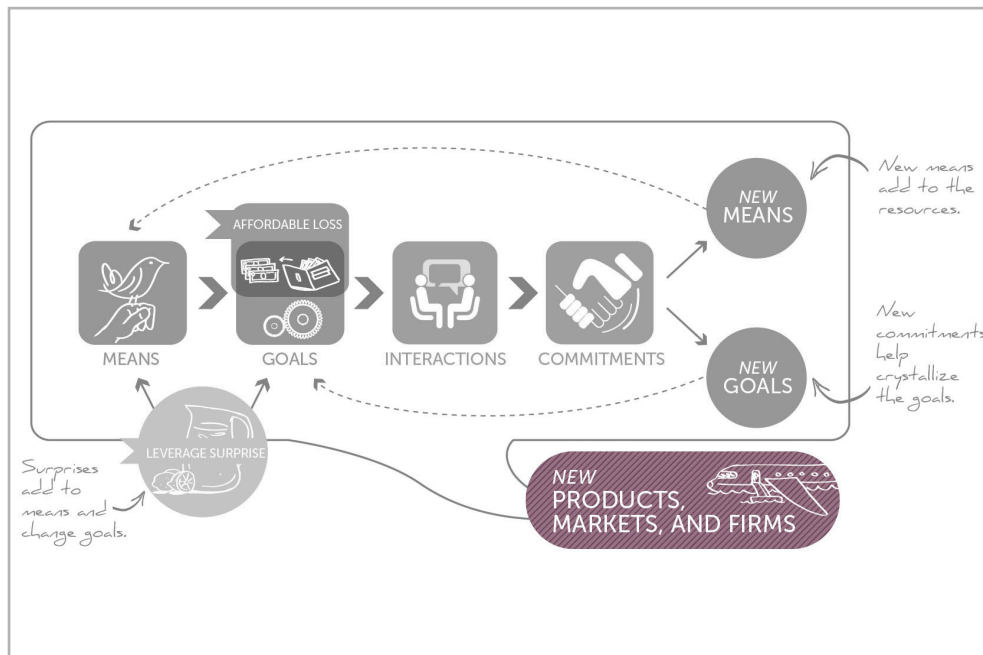 NEW
MEANS
New means
add to the
resources.
AFFORDABLE LOSS
MEANS
GOALS
INTERACTIONS
COMMITMENTS
NEW
GOALS
New
commitments
help
crystallize
the goals.
LEVERAGE SURPRISE
Surprises
add to
means and
change goals.
NEW
PRODUCTS,
MARKETS, AND FIRMS